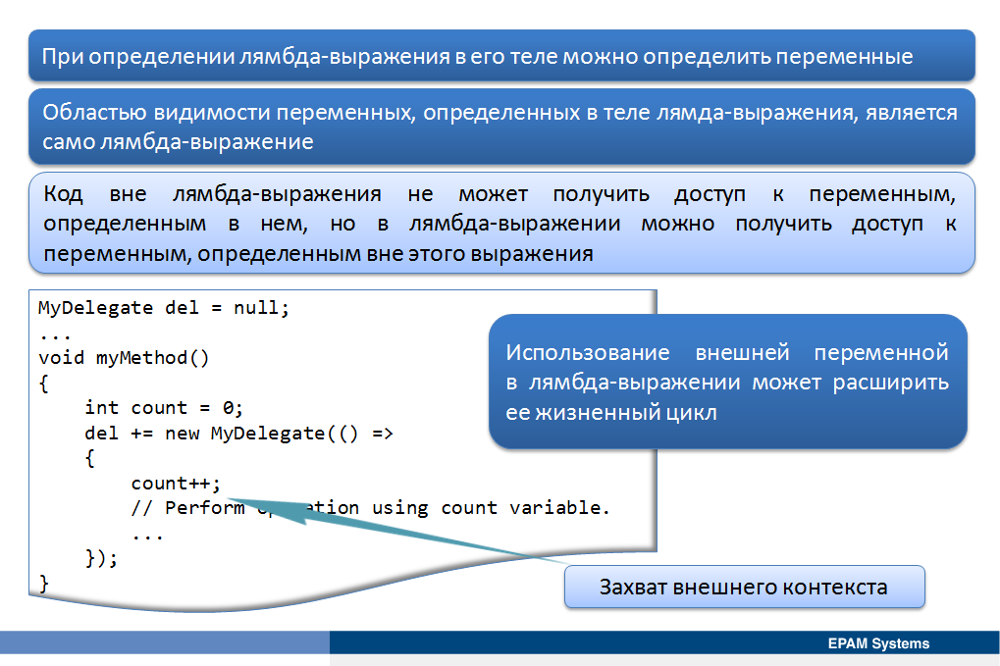 При определении лямбда-выражения в его теле можно определить переменные
Областью видимости переменных, определенных в теле лямда-выражения, является
само лямбда-выражение
Код вне лямбда-выражения не может получить доступ к переменным,
определенным в нем, но в лямбда-выражении можно получить доступ к
переменным, определенным вне этого выражения
MyDelegate del = null;
...
void myMethod()
{
    int count = 0;
    del += new MyDelegate(() =>
    {
        count++;
        // Perform operation using count variable.
        ...
    });
}
Использование внешней переменной
в лямбда-выражении может расширить
ее жизненный цикл
Захват внешнего контекста
EPAM Systems